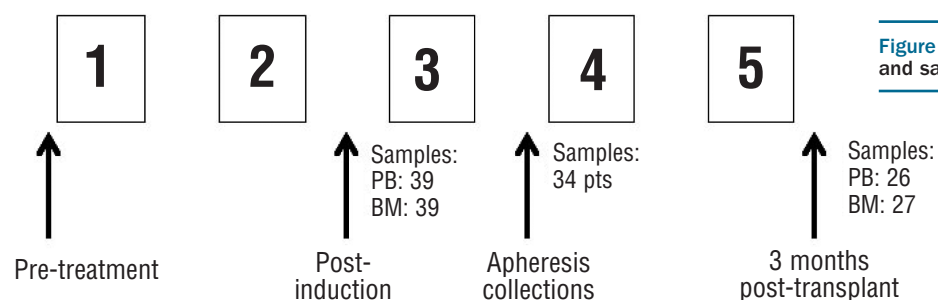 1 2 3 4 5
Figure
and sa
Samples:
PB: 39
BM: 39
Samples:
34 pts
Samples:
PB: 26
BM: 27
Pre-treatment
Post-
induction
Apheresis
collections
3 months
post-transplant